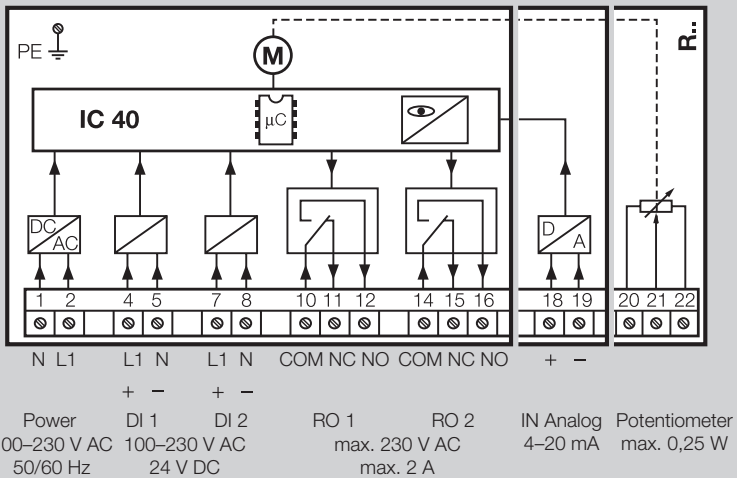 PE
M
R..
IC 40
µC
DC
AC
D
A
1 2 4 5 7 8 10 11 12 14 15 16 18 19 20 21 22
N L1 L1 N L1 N COM NC NO COM NC NO + −
+ − + −
Power DI 1 DI 2 RO 1 RO 2 IN Analog Potentiometer
00–230 V AC 100–230 V AC max. 230 V AC 4–20 mA max. 0,25 W
50/60 Hz 24 V DC max. 2 A